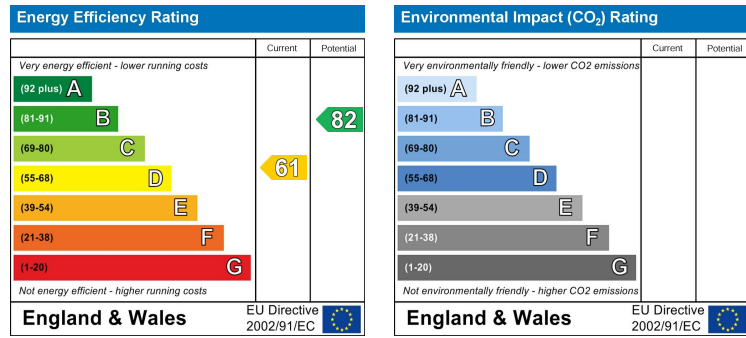 Energy Efficiency Rating
Current Potential
Very energy efficient - lower running costs
(92 plus) A
(81-91) B
82
(69-80) C
61
(55-68) D
(39-54) E
(21-38) F
(1-20) G
Not energy efficient - higher running costs
England & Wales
EU Directive
2002/91/EC
Environmental Impact (CO₂) Rating
Current Potential
Very environmentally friendly - lower CO2 emissions
(92 plus) A
(81-91) B
(69-80) C
(55-68) D
(39-54) E
(21-38) F
(1-20) G
Not environmentally friendly - higher CO2 emissions
England & Wales
EU Directive
2002/91/EC